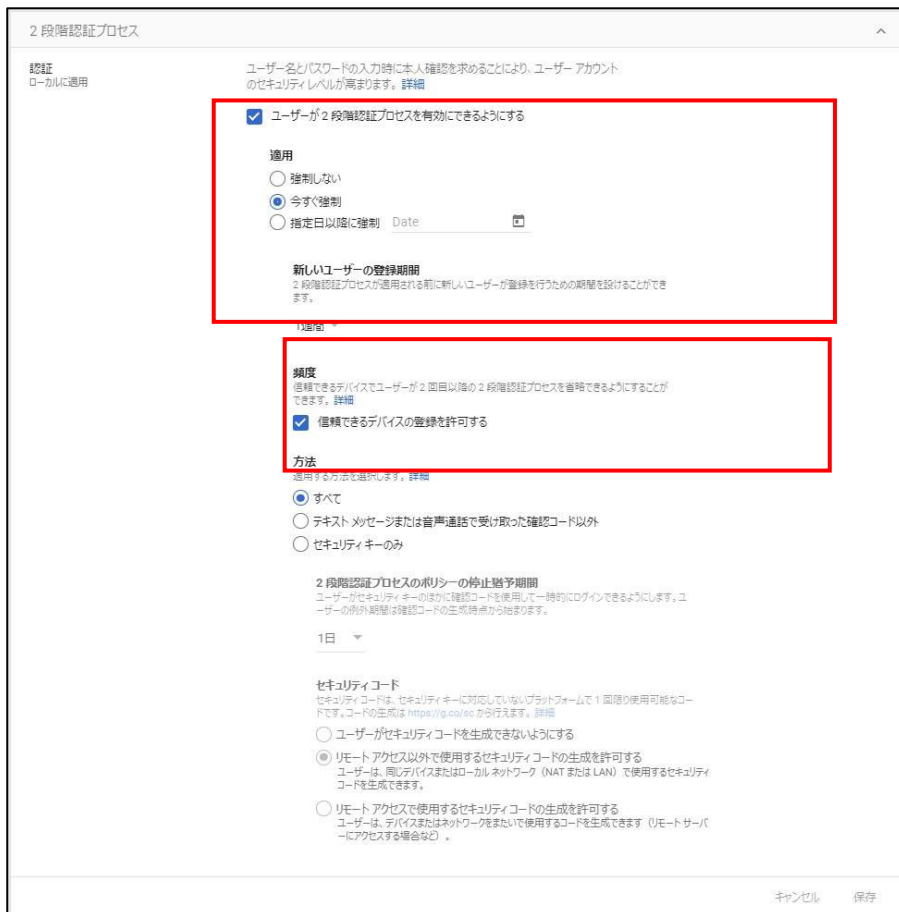 2 段階認証プロセス
認証
ローカルに適用
ユーザー名とパスワードの入力時に本人確認を求めることにより、ユーザー アカウント
のセキュリティレベルが高まります。詳細
ユーザーが 2 段階認証プロセスを有効にできるようにする
適用
強制しない
今すぐ強制
指定日以降に強制 Date
新しいユーザーの登録期間
2 段階認証プロセスが適用される前に新しいユーザーが登録を行うための期間を設けることができ
ます。
1週間
頻度
信頼できるデバイスでユーザーが 2 回目以降の 2 段階認証プロセスを省略できるようにすることが
できます。詳細
信頼できるデバイスの登録を許可する
方法
適用する方法を選択します。詳細
すべて
テキスト メッセージまたは音声通話で受け取った確認コード以外
セキュリティ キーのみ
2 段階認証プロセスのポリシーの停止猶予期間
ユーザーがセキュリティ キーのほかに確認コードを使用して一時的にログインできるようにします。ユ
ーザーの例外期間は確認コードの生成時点から始まります。
1日
セキュリティ コード
セキュリティコードは、セキュリティ キーに対応していないプラットフォームで 1 回限り使用可能なコー
ドです。コードの生成は https://g.co/sc から行えます。詳細
ユーザーがセキュリティ コードを生成できないようにする
リモート アクセス以外で使用するセキュリティ コードの生成を許可する
ユーザーは、同じデバイスまたはローカル ネットワーク（NAT または LAN）で使用するセキュリティ
コードを生成できます。
リモート アクセスで使用するセキュリティ コードの生成を許可する
ユーザーは、デバイスまたはネットワークをまたいで使用するコードを生成できます（リモート サーバ
ーにアクセスする場合など）。
キャンセル 保存